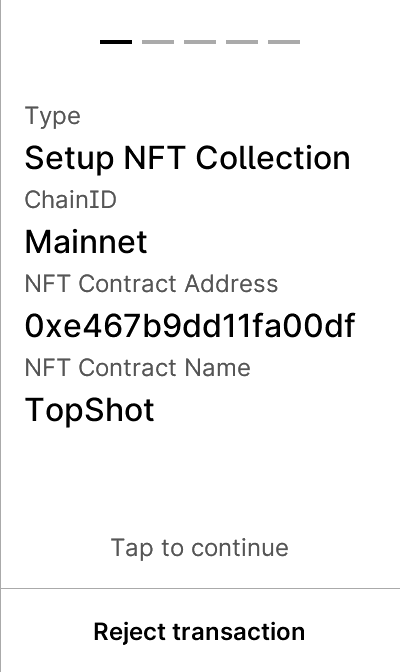 Type
Setup NFT Collection
ChainID
Mainnet
NFT Contract Address
0xe467b9dd11fa00df
NFT Contract Name
TopShot
Tap to continue
Reject transaction